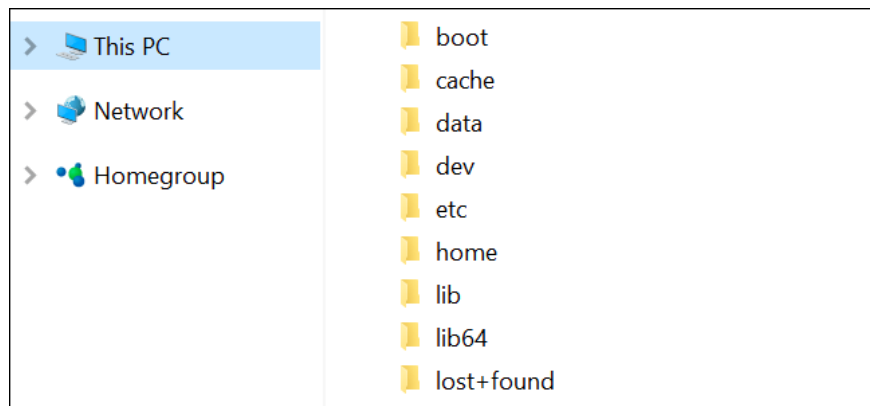 This PC
Network
Homegroup
boot
cache
data
dev
etc
home
lib
lib64
lost+found